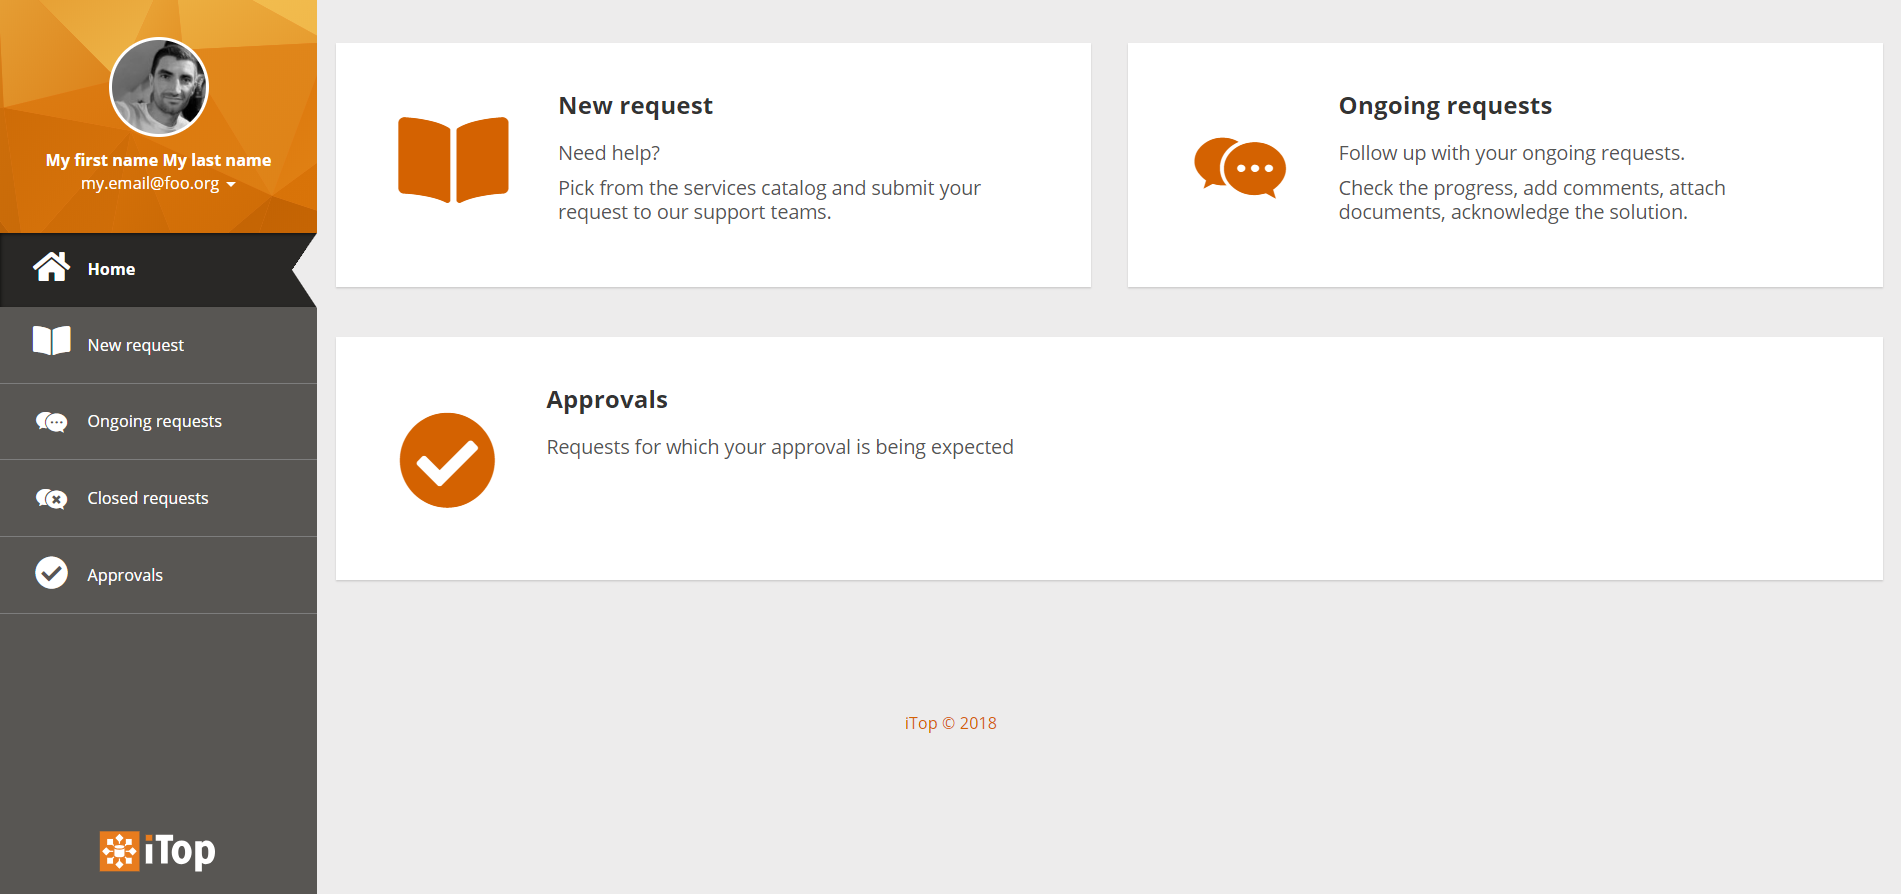 My first name My last name
my.email@foo.org
Home
New request
Ongoing requests
Closed requests
Approvals
iTop
New request
Need help?
Pick from the services catalog and submit your
request to our support teams.
Ongoing requests
Follow up with your ongoing requests.
Check the progress, add comments, attach
documents, acknowledge the solution.
Approvals
Requests for which your approval is being expected
iTop © 2018